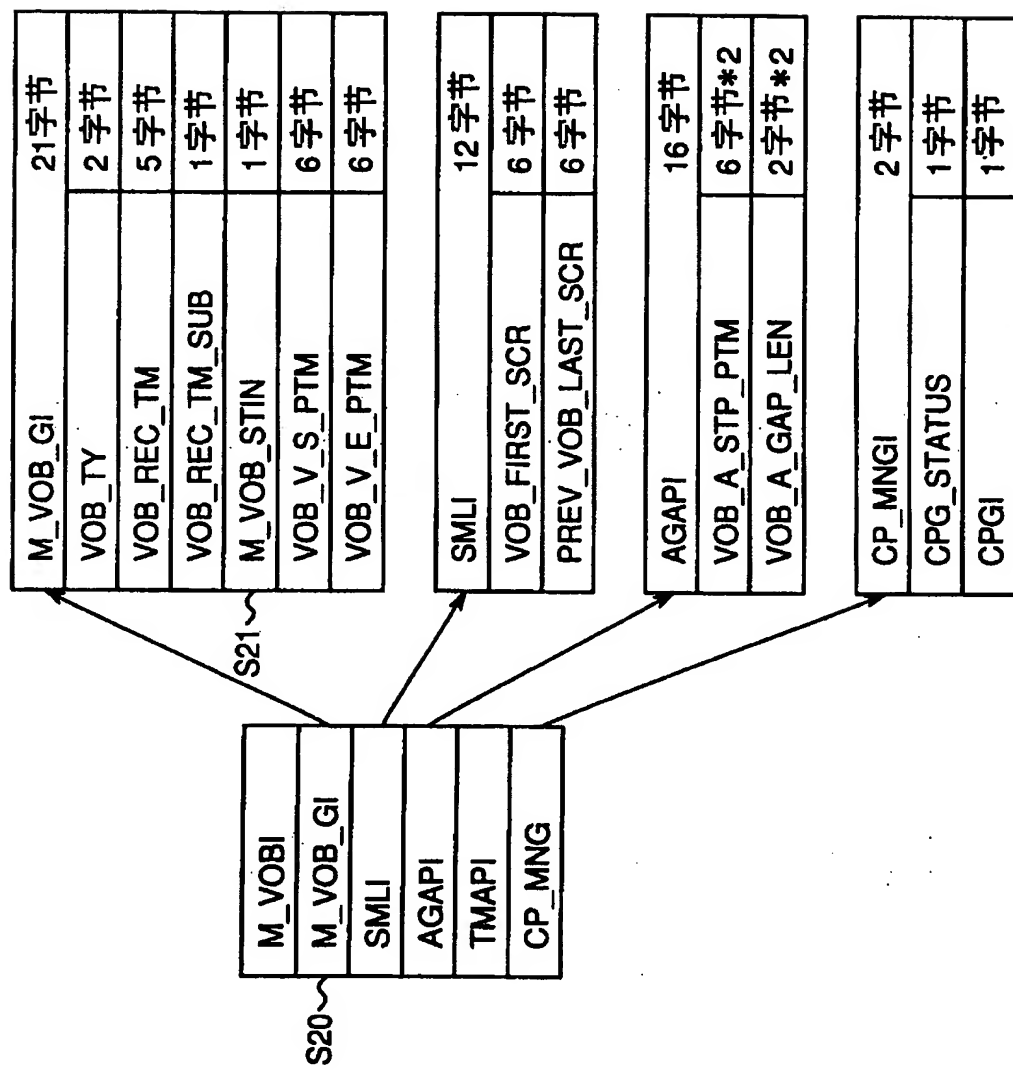 M_VOBI
M_VOB_GI
SMLI
AGAPI
TMAPI
CP_MNG
S20
M_VOB_GI 21字节
VOB_TY 2字节
VOB_REC_TM 5字节
VOB_REC_TM_SUB 1字节
M_VOB_STIN 1字节
VOB_V_S_PTM 6字节
VOB_V_E_PTM 6字节
S21
SMLI 12字节
VOB_FIRST_SCR 6字节
PREV_VOB_LAST_SCR 6字节
AGAPI 16字节
VOB_A_STP_PTM 6字节*2
VOB_A_GAP_LEN 2字节*2
CP_MNGI 2字节
CPG_STATUS 1字节
CPGI 1字节